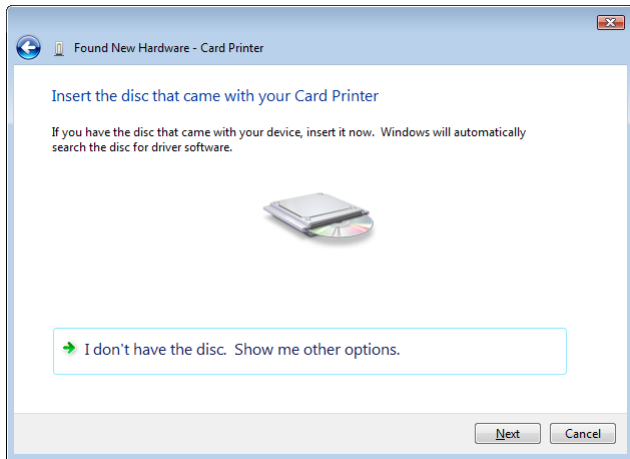 Found New Hardware - Card Printer
Insert the disc that came with your Card Printer
If you have the disc that came with your device, insert it now.  Windows will automatically
search the disc for driver software.
I don't have the disc.  Show me other options.
Next
Cancel